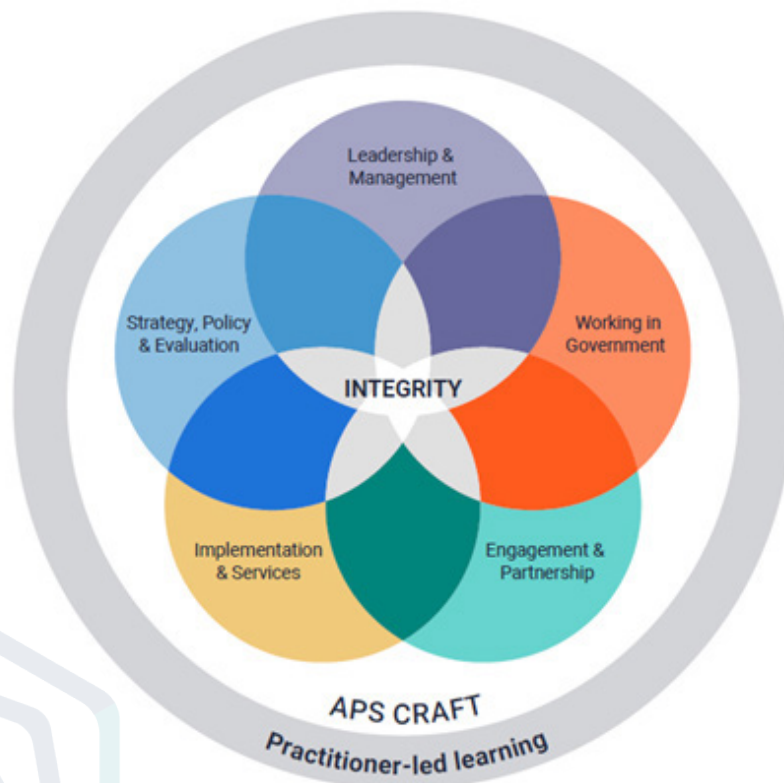 Leadership &
Management
Strategy, Policy
& Evaluation
Working in
Government
INTEGRITY
Implementation
& Services
Engagement &
Partnership
APS CRAFT
Practitioner-led learning